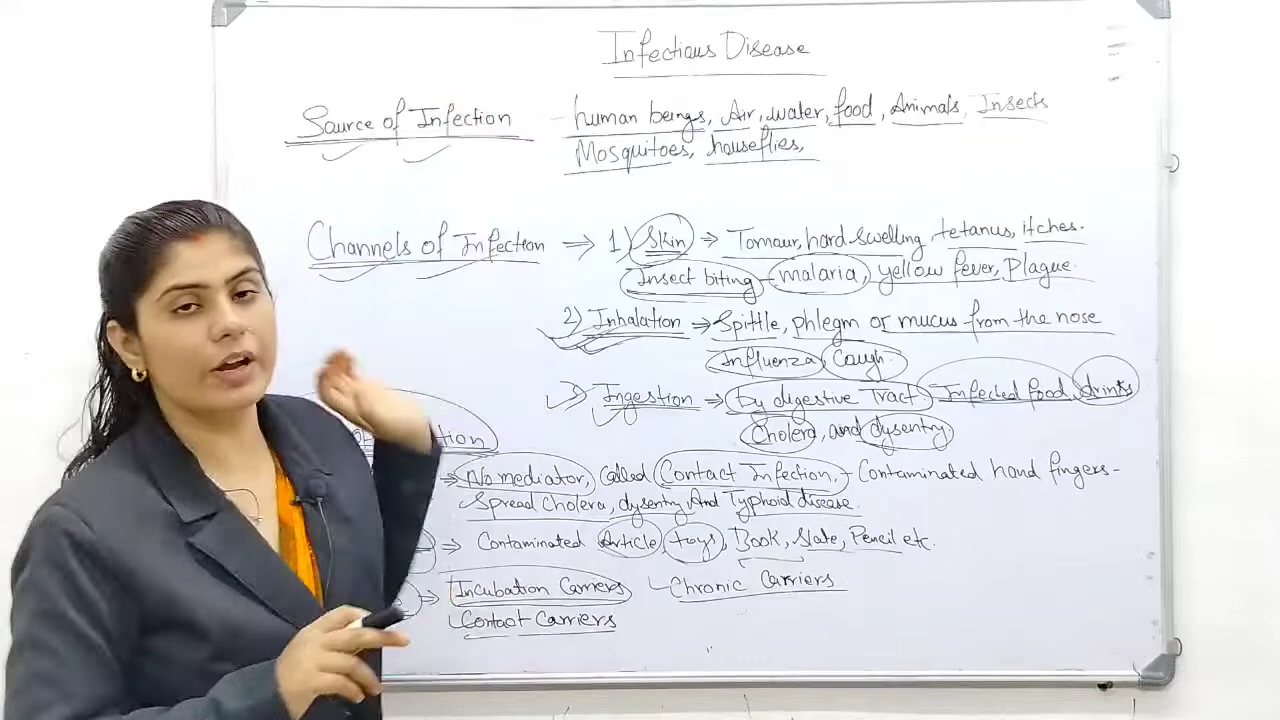 Infectious Disease
Source of Infection - human beings, Air, water, food, Animals, Insects
Mosquitoes, houseflies,
Channels of Infection ⇒ 1) Skin ⇒ Tomour, hard swelling, tetanus, itches.
Insect biting - malaria, yellow fever, Plague.
2) Inhalation ⇒ Spittle, phlegm or mucus from the nose
Influenza, Cough.
3) Ingestion ⇒ by digestive Tract Infected food, drinks
Cholera, and dysentry
→ No mediator, Called Contact Infection, - Contaminated hand fingers -
Spread Cholera, dysentry And Typhoid disease.
→ Contaminated Article, toys, Book, Slate, Pencil etc.
→ Incubation Carriers Chronic Carriers
Contact Carriers